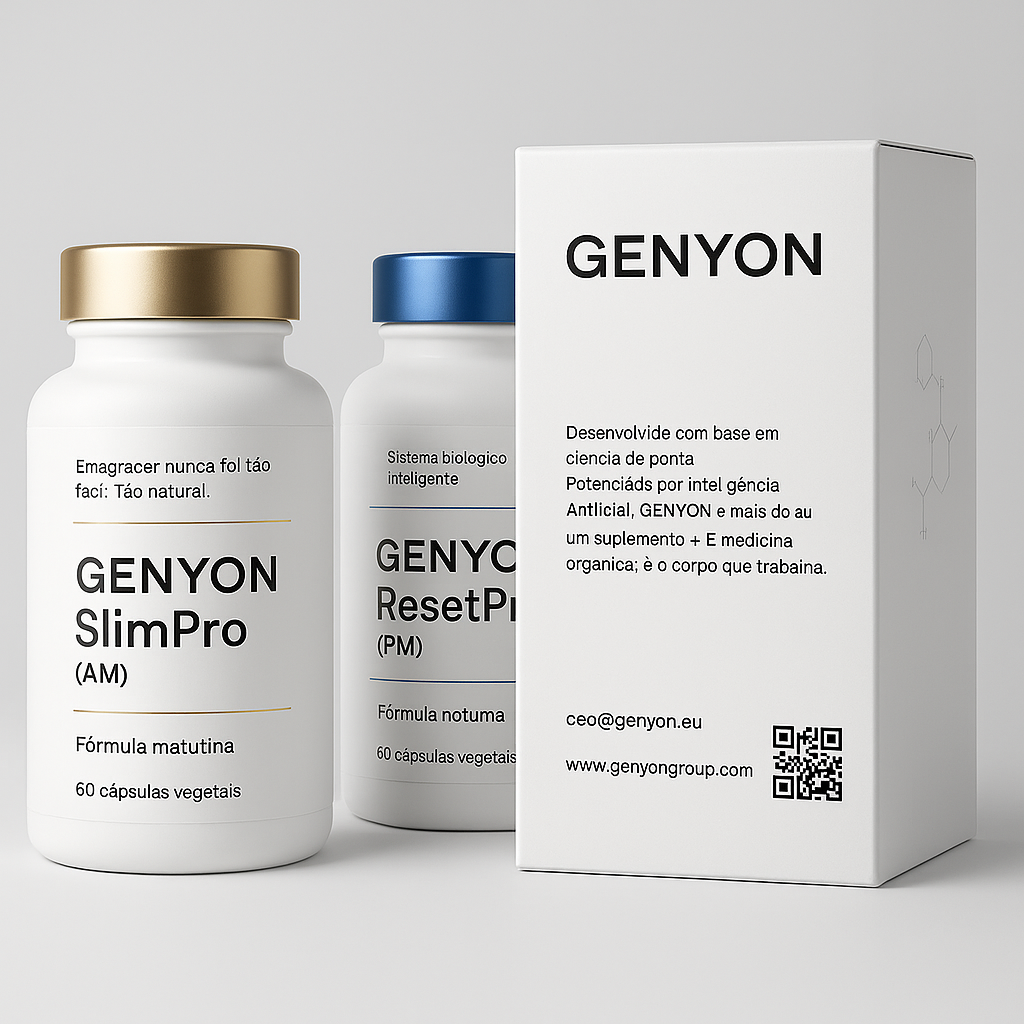 Emagracer nunca fol táo
fací: Táo natural.
GENYON
SlimPro
(AM)
Fórmula matutina
60 cápsulas vegetais
Sistema biologico
inteligente
GENYO
ResetPr
(PM)
Fórmula notuma
60 cápsulas vegetais
GENYON
Desenvolvide com base em
ciencia de ponta
Potenciáds por intel gência
Antlicial, GENYON e mais do au
um suplemento + E medicina
organica; è o corpo que trabaina.
ceo@genyon.eu
www.genyongroup.com